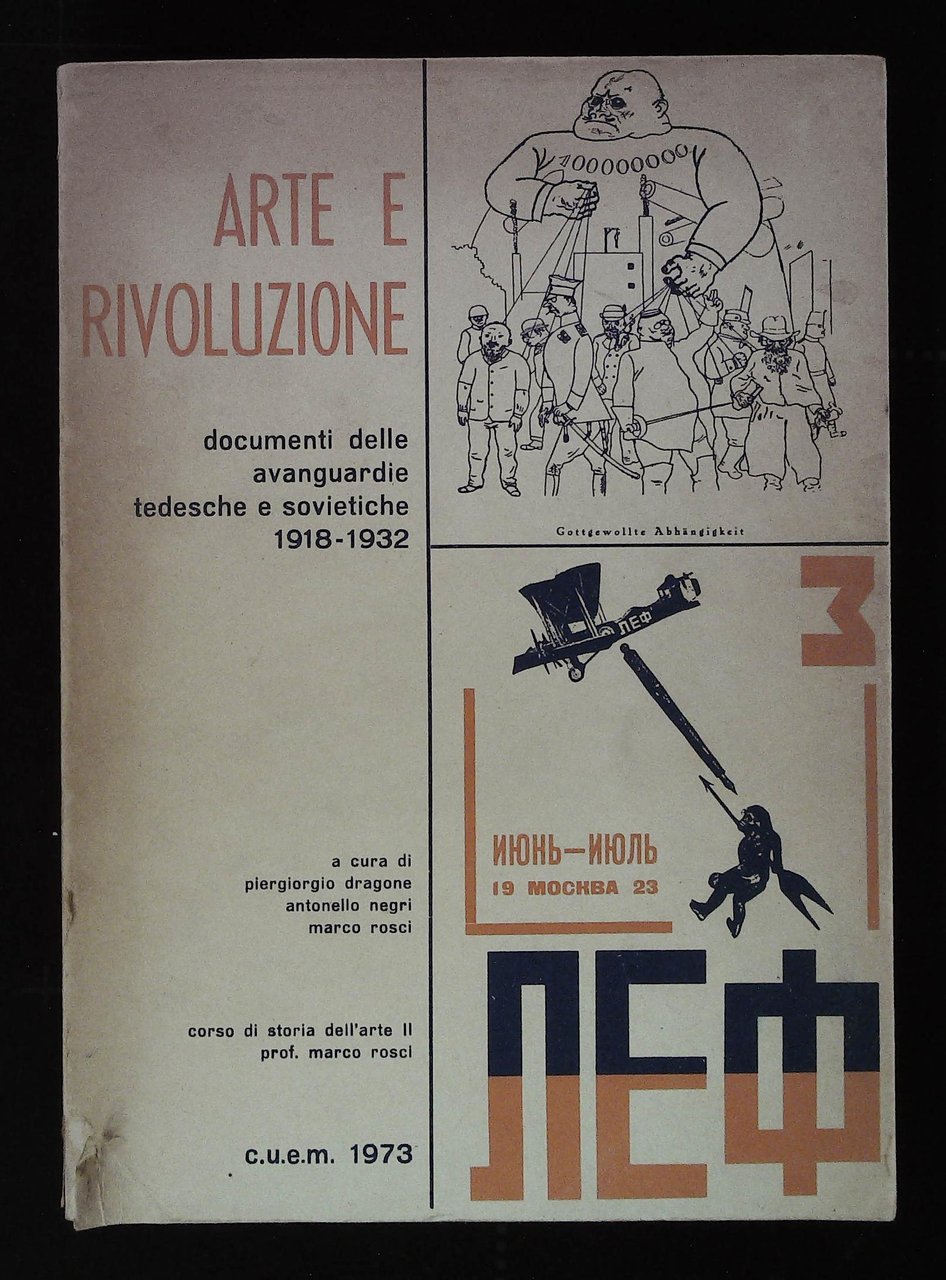 ARTE E
RIVOLUZIONE
documenti delle
avanguardie
tedesche e sovietiche
1918-1932
a cura di
piergiorgio dragone
antonello negri
marco rosci
corso di storia dell'arte II
prof. marco rosci
c.u.e.m. 1973
1000000000
Gottgewollte Abhängigkeit
3
ЛЕФ
ИЮНЬ—ИЮЛЬ
19 МОСКВА 23
ЛЕФ